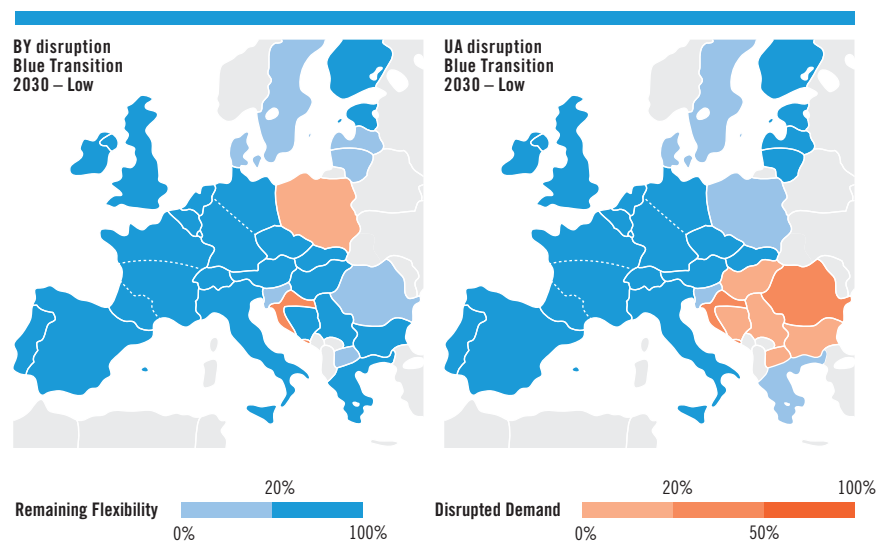 BY disruption
Blue Transition
2030 – Low
UA disruption
Blue Transition
2030 – Low
20%
Remaining Flexibility
0%
100%
20%
100%
Disrupted Demand
0%
50%